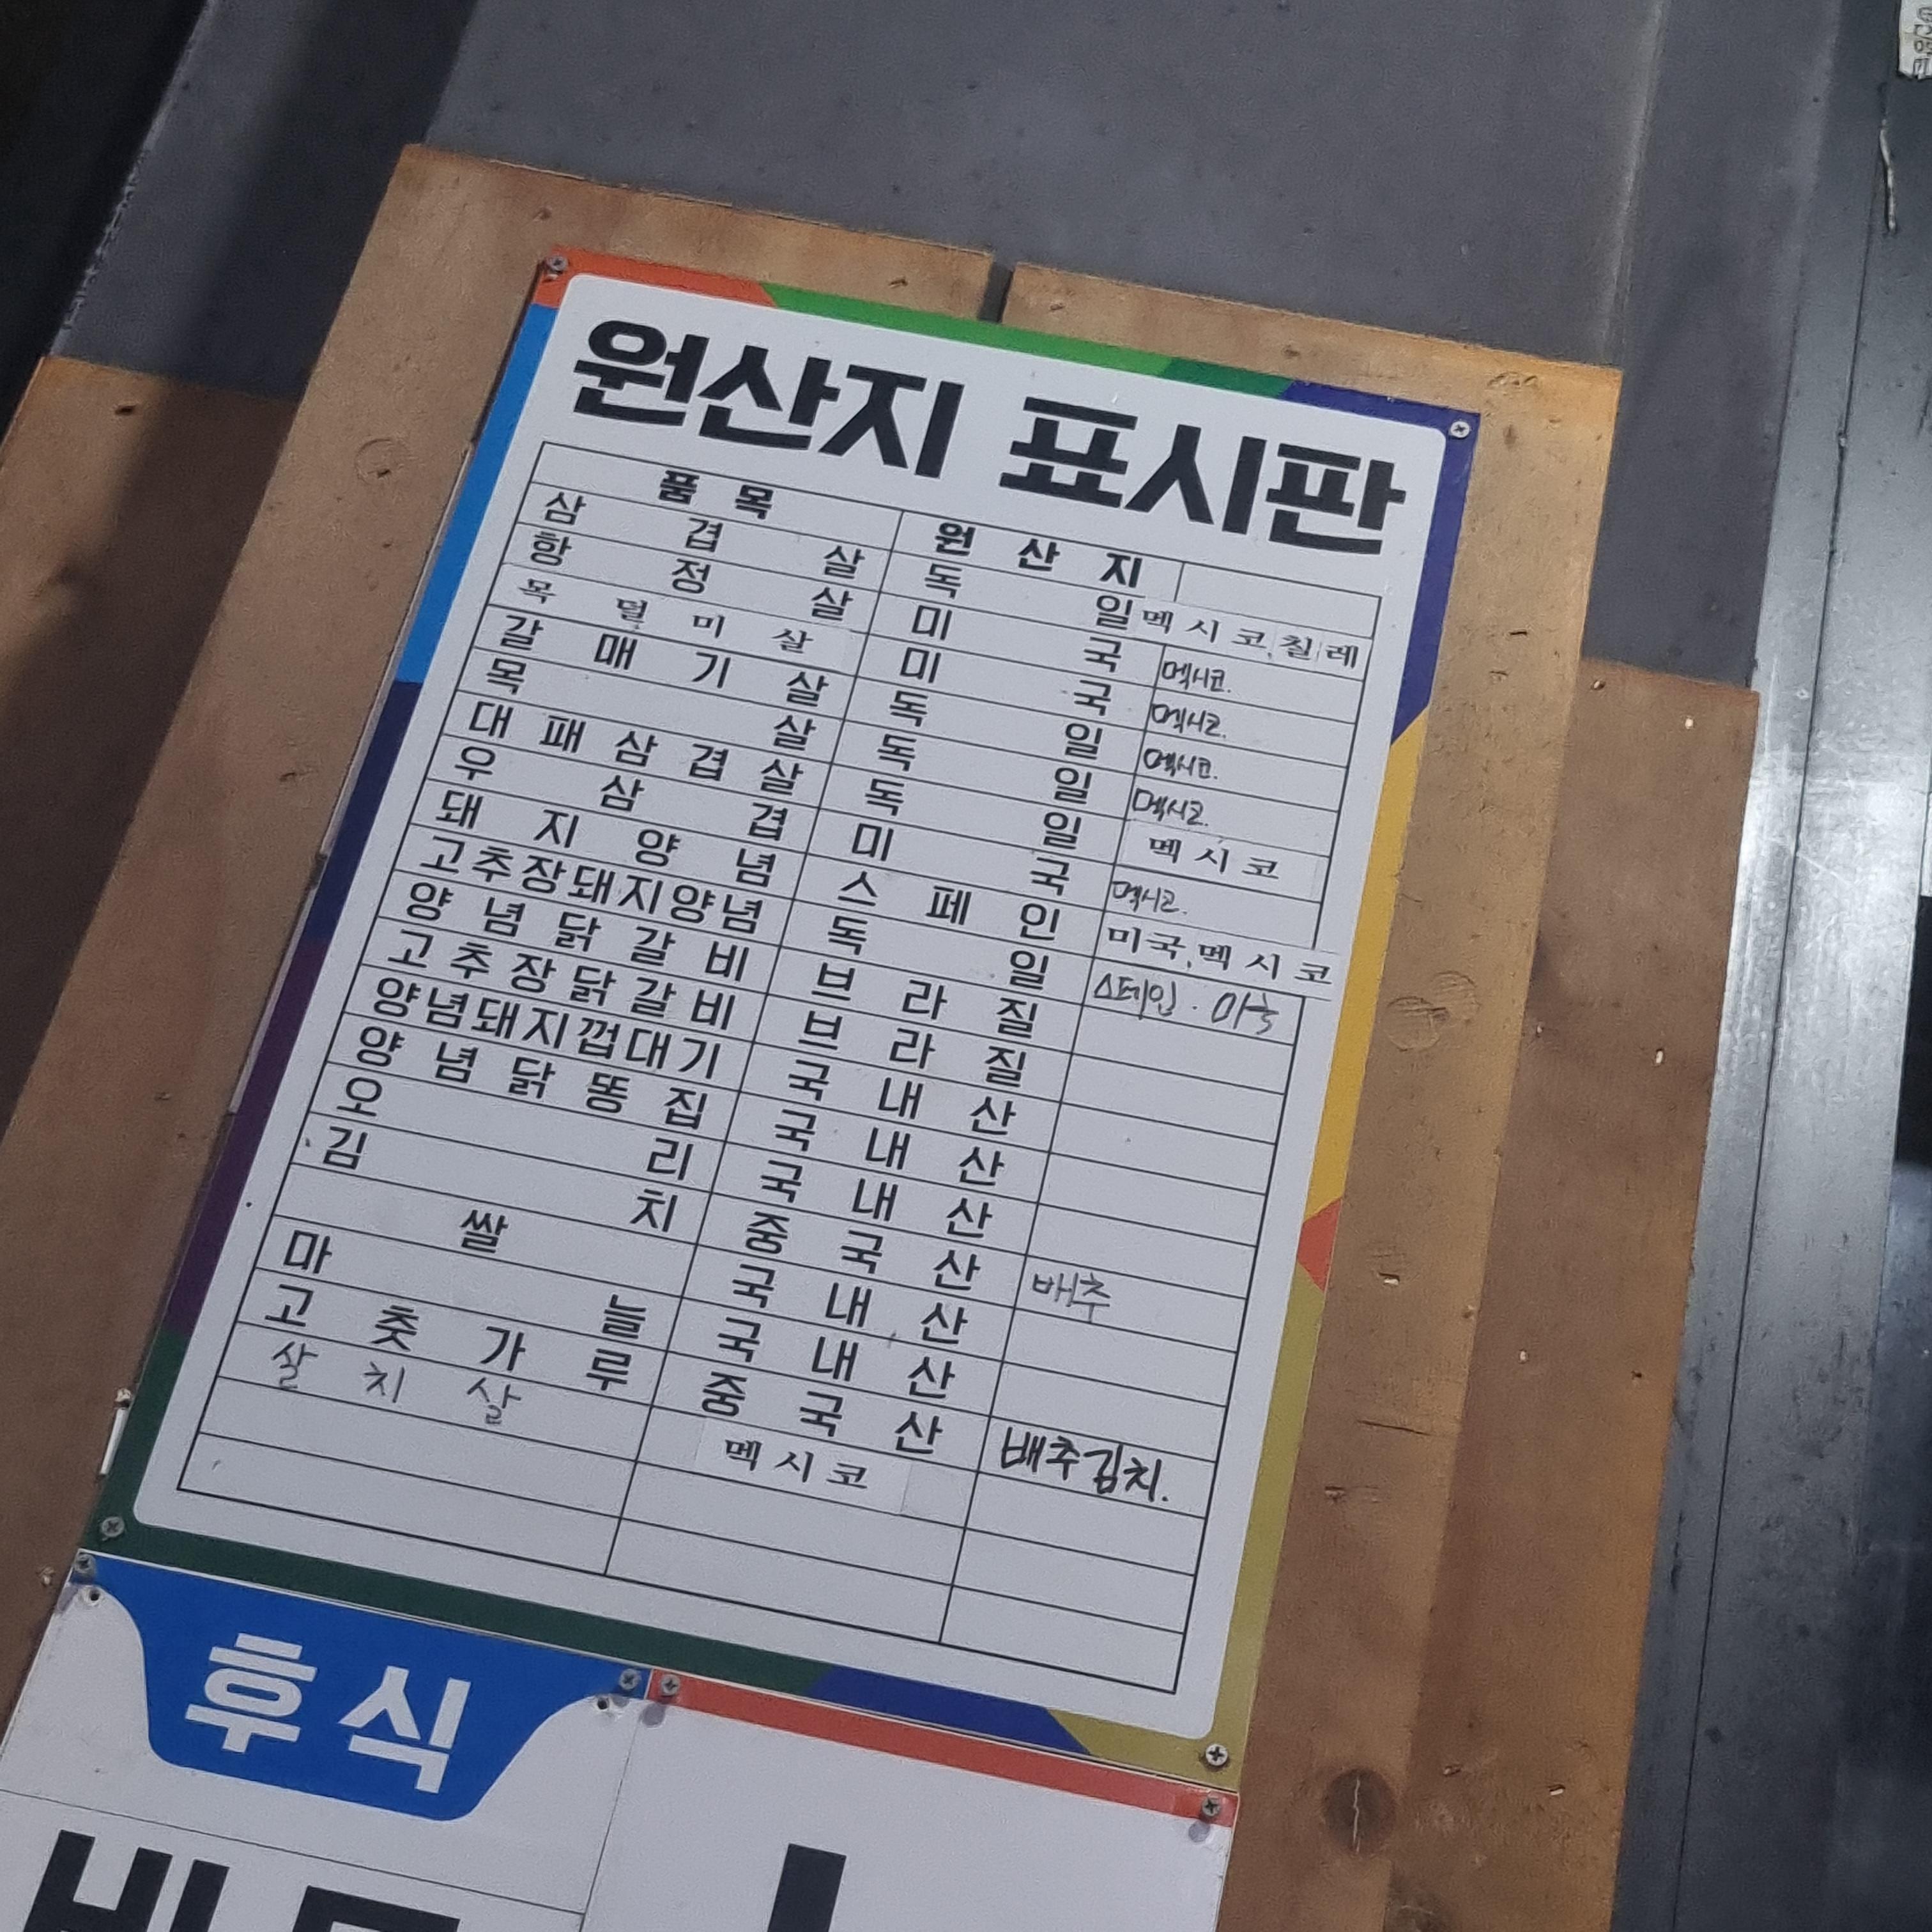 원산지 표시판
품목 원산지
삼겹살 독일 멕시코,칠레
항정살 미국 멕시코.
목덜미살 미국 멕시코.
갈매기살 독일 멕시코.
목살 독일 멕시코.
대패삼겹살 독일 멕시코
우삼겹 미국 멕시코.
돼지양념 스페인 미국,멕시코
고추장돼지양념 독일 스페인. 미국
양념닭갈비 브라질
고추장닭갈비 브라질
양념돼지껍대기 국내산
양념닭똥집 국내산
오리 국내산
김치 중국산 배추
쌀 국내산
마늘 국내산
고춧가루 중국산 배추김치.
살치살 멕시코
후식